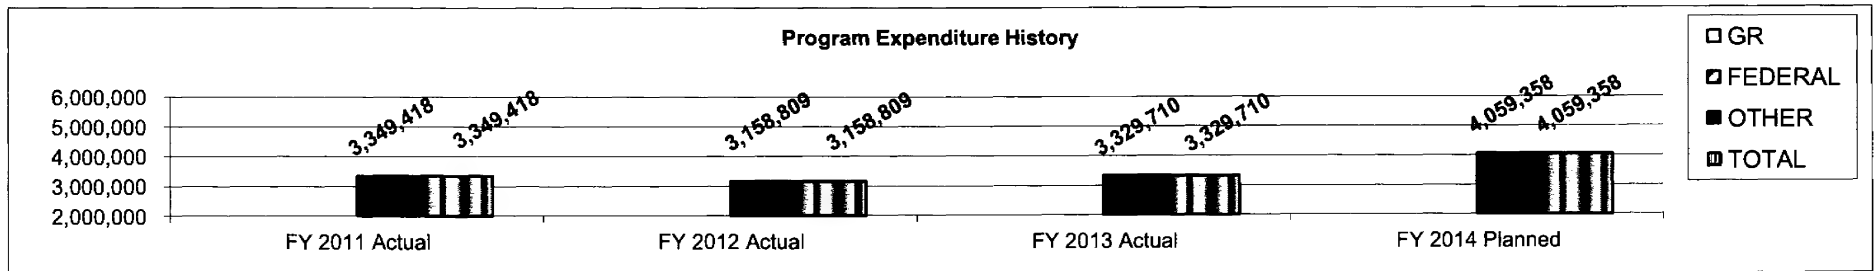 Program Expenditure History
GR
FEDERAL
OTHER
TOTAL
6,000,000
5,000,000
4,000,000
3,000,000
2,000,000
3,349,418
3,349,418
3,158,809
3,158,809
3,329,710
3,329,710
4,059,358
4,059,358
FY 2011 Actual
FY 2012 Actual
FY 2013 Actual
FY 2014 Planned